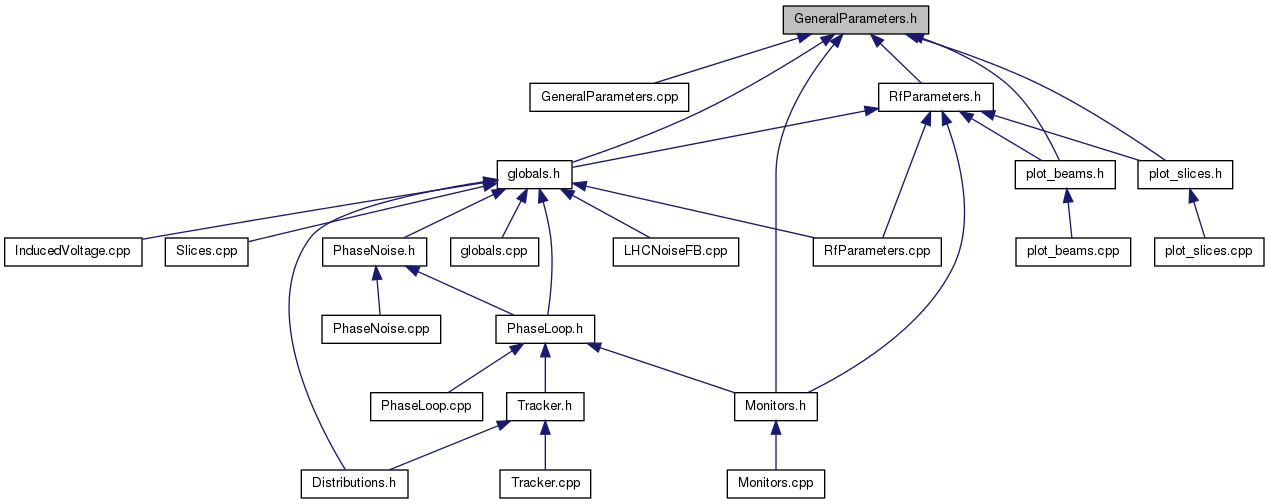 GeneralParameters.h
GeneralParameters.cpp
RfParameters.h
globals.h
plot_beams.h
plot_slices.h
InducedVoltage.cpp
Slices.cpp
PhaseNoise.h
globals.cpp
LHCNoiseFB.cpp
RfParameters.cpp
plot_beams.cpp
plot_slices.cpp
PhaseNoise.cpp
PhaseLoop.h
PhaseLoop.cpp
Tracker.h
Monitors.h
Distributions.h
Tracker.cpp
Monitors.cpp